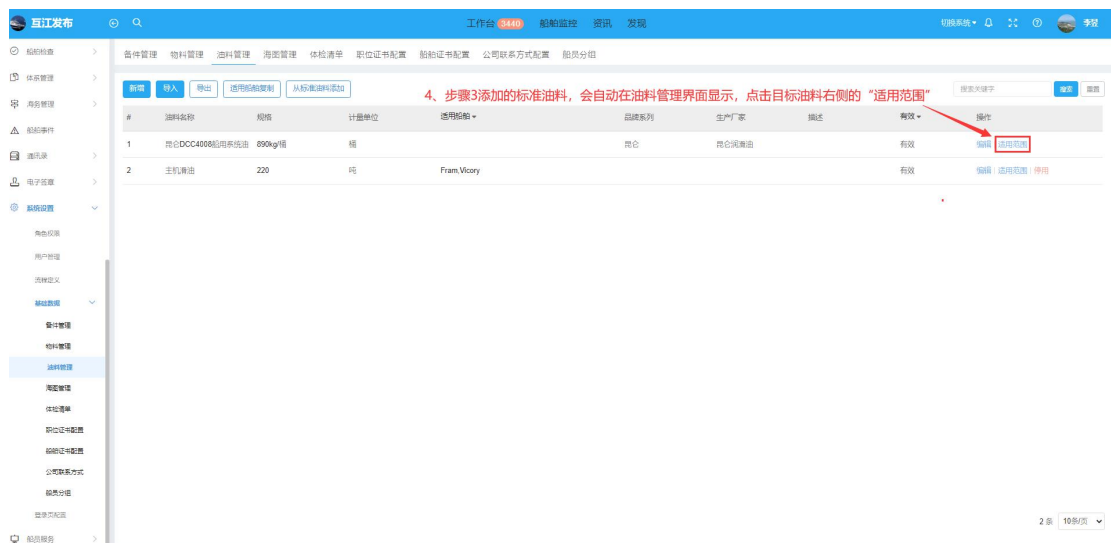 互江发布
工作台 3440 船舶监控 资讯 发现
切换系统
李智
船舶检查
体系管理
海务管理
船舶事件
通讯录
电子签章
系统设置
角色权限
用户管理
流程定义
基础数据
备件管理
物料管理
油料管理
海图管理
体检清单
职位证书配置
船舶证书配置
公司联系方式
船员分组
登录页配置
船员服务
备件管理 物料管理 油料管理 海图管理 体检清单 职位证书配置 船舶证书配置 公司联系方式配置 船员分组
新增 导入 导出 适用船舶复制 从标准油料添加
搜索关键字 搜索 重置
4、步骤3添加的标准油料，会自动在油料管理界面显示，点击目标油料右侧的“适用范围”
# 油料名称 规格 计量单位 适用船舶 品牌系列 生产厂家 描述 有效 操作
1 昆仑DCC4008船用系统油 890kg/桶 桶 昆仑 昆仑润滑油 有效 编辑 适用范围
2 主机滑油 220 吨 Fram,Vicory 有效 编辑 | 适用范围 | 停用
2 条 10条/页